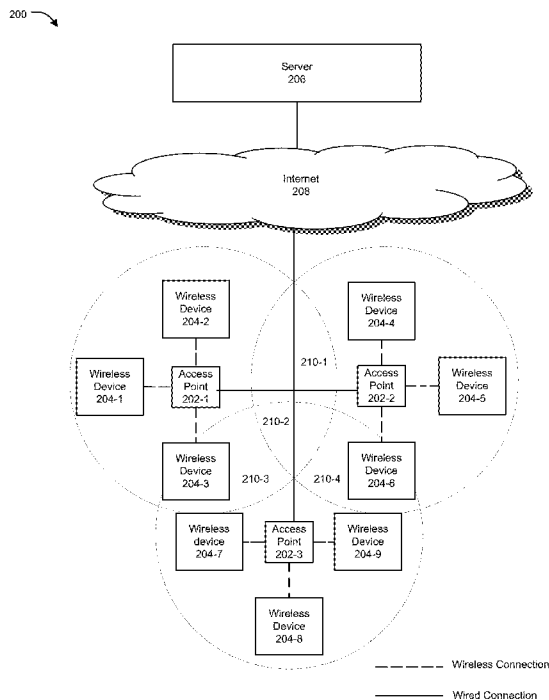 200
Server
206
Internet
208
Wireless
Device
204-2
Wireless
Device
204-4
210-1
Wireless
Device
204-1
Access
Point
202-1
Access
Point
202-2
Wireless
Device
204-5
210-2
Wireless
Device
204-3
210-3
210-4
Wireless
Device
204-6
Wireless
device
204-7
Access
Point
202-3
Wireless
Device
204-9
Wireless
Device
204-8
Wireless Connection
Wired Connection